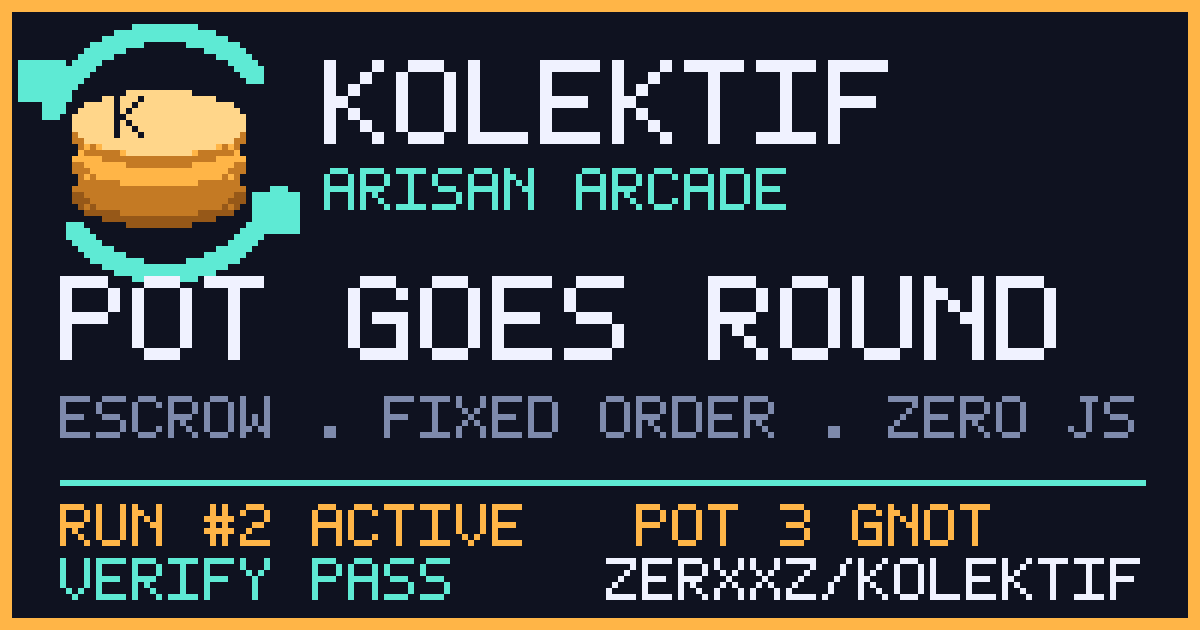 K
KOLEKTIF
ARISAN ARCADE
POT GOES ROUND
ESCROW . FIXED ORDER . ZERO JS
RUN #2 ACTIVE POT 3 GNOT
VERIFY PASS ZERXXZ/KOLEKTIF